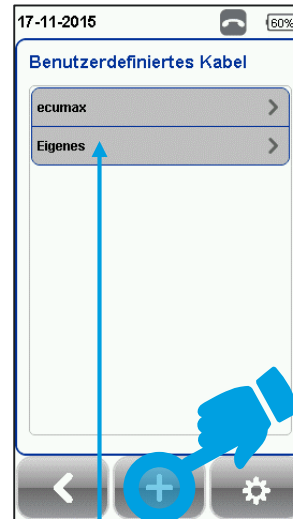 17-11-2015
60%
Benutzerdefiniertes Kabel
ecumax
Eigenes